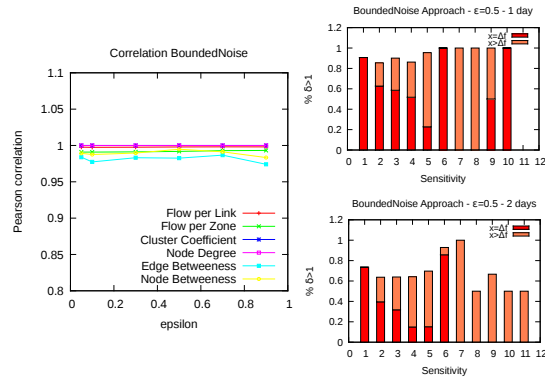 Correlation BoundedNoise
1.1
1.05
1
0.95
0.9
0.85
0.8
0
0.2
0.4
0.6
0.8
1
Pearson correlation
epsilon
Flow per Link
Flow per Zone
Cluster Coefficient
Node Degree
Edge Betweeness
Node Betweeness
BoundedNoise Approach - ε=0.5 - 1 day
x=Δf
x>Δf
1.2
1
0.8
0.6
0.4
0.2
0
% δ>1
0 1 2 3 4 5 6 7 8 9 10 11 12
Sensitivity
BoundedNoise Approach - ε=0.5 - 2 days
x=Δf
x>Δf
1.2
1
0.8
0.6
0.4
0.2
0
% δ>1
0 1 2 3 4 5 6 7 8 9 10 11 12
Sensitivity